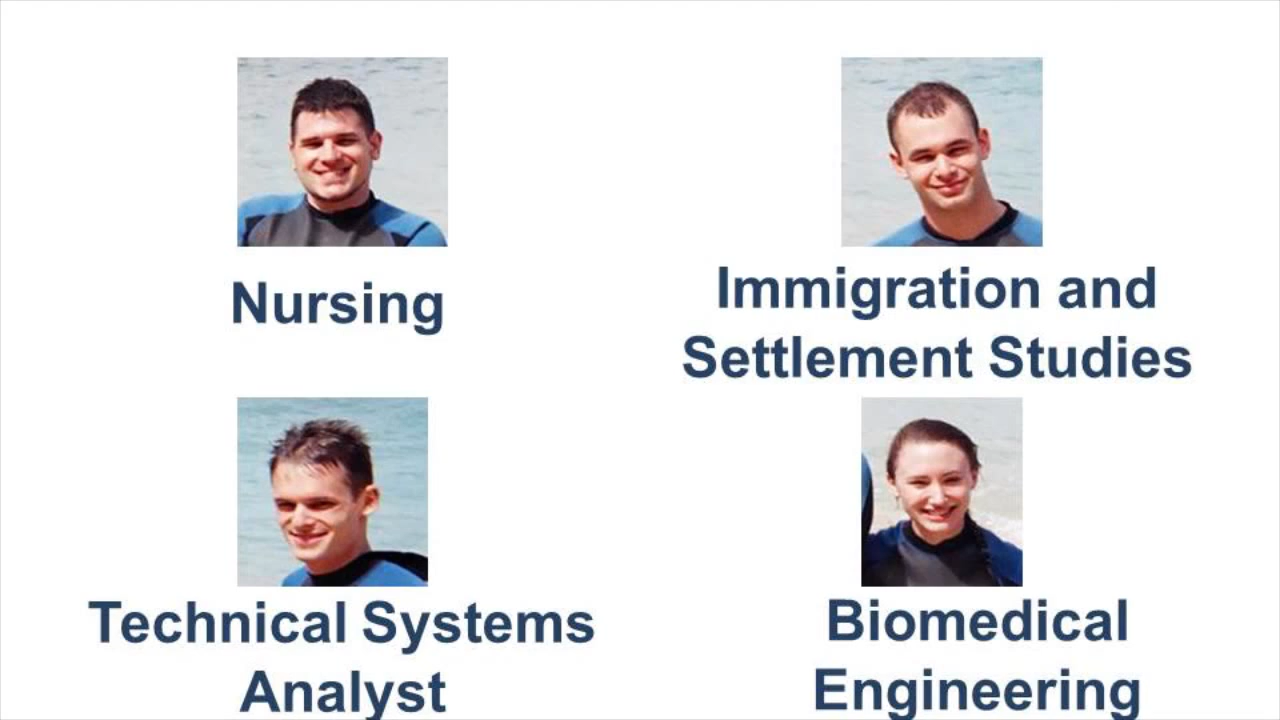 Nursing
Immigration and
Settlement Studies
Technical Systems
Analyst
Biomedical
Engineering